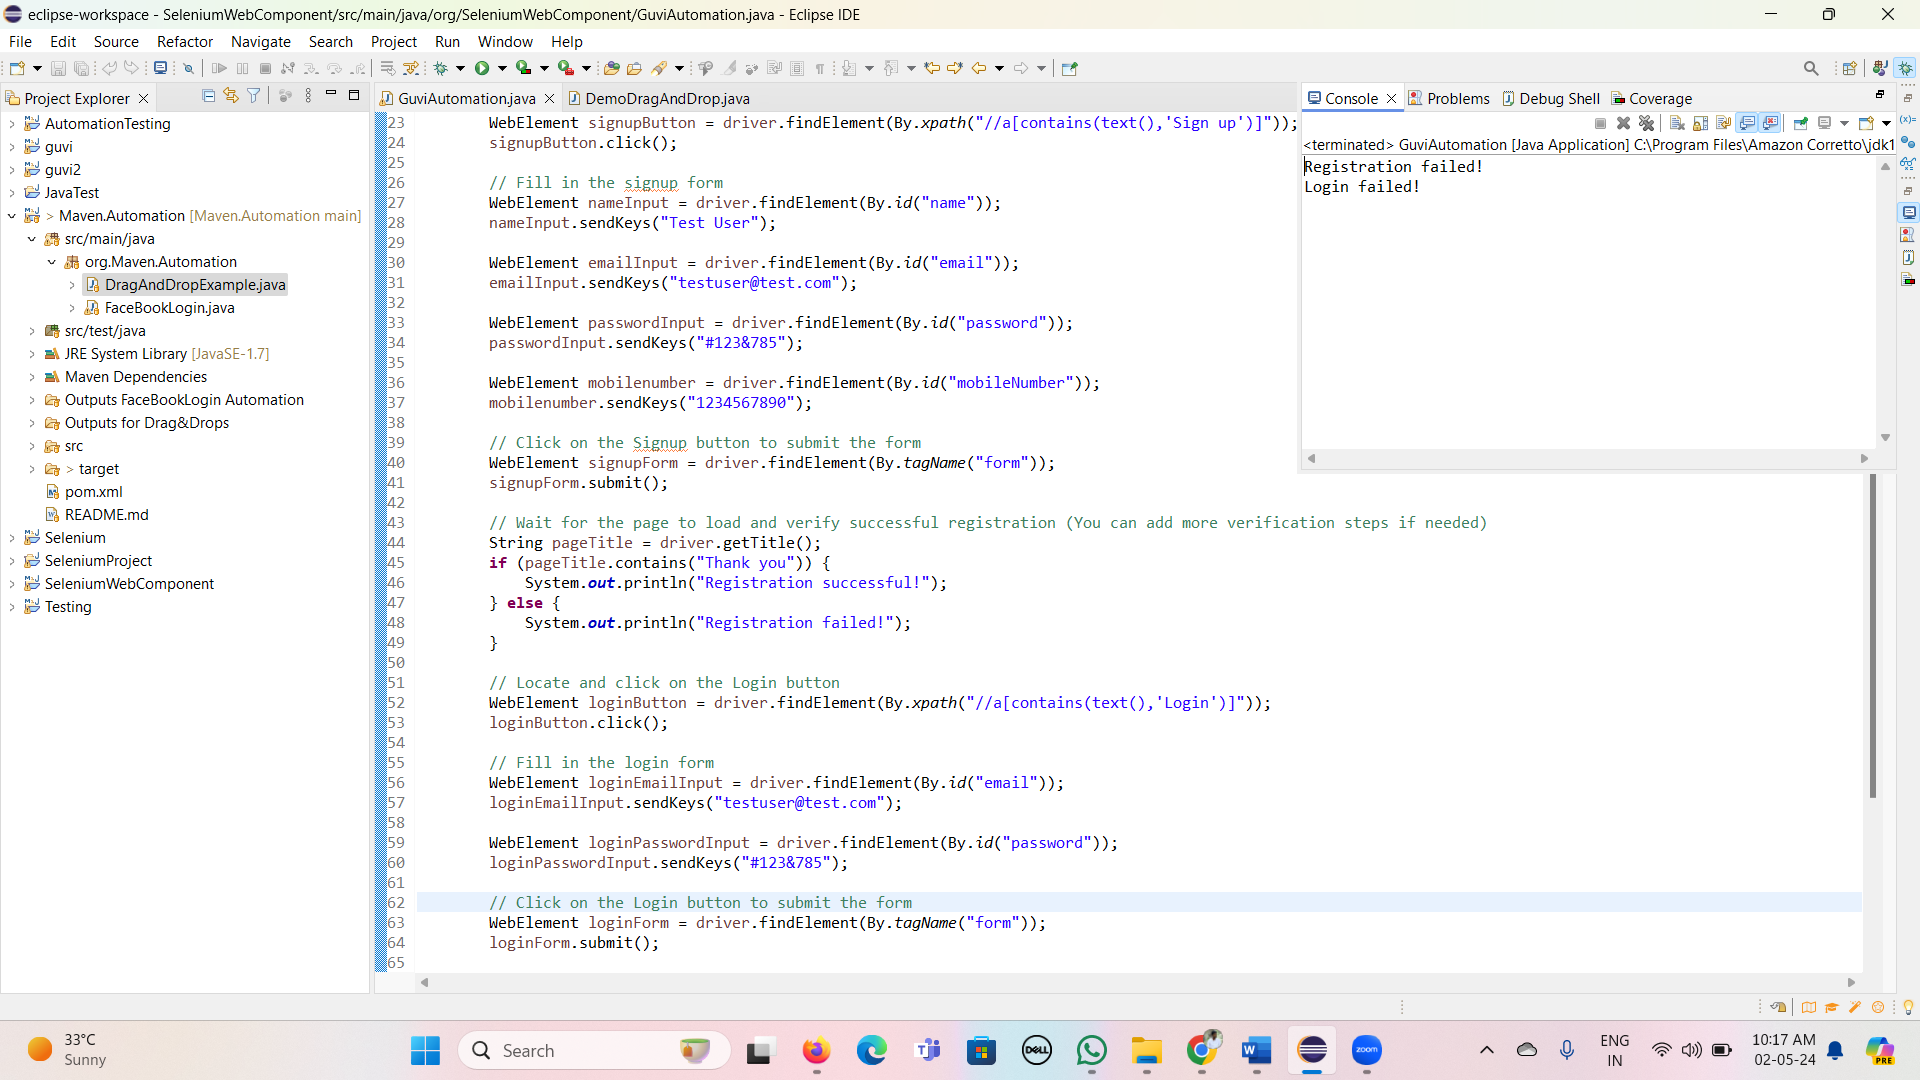 eclipse-workspace - SeleniumWebComponent/src/main/java/org/SeleniumWebComponent/GuviAutomation.java - Eclipse IDE
File Edit Source Refactor Navigate Search Project Run Window Help
Project Explorer
AutomationTesting
guvi
guvi2
JavaTest
> Maven.Automation [Maven.Automation main]
src/main/java
org.Maven.Automation
DragAndDropExample.java
FaceBookLogin.java
src/test/java
JRE System Library [JavaSE-1.7]
Maven Dependencies
Outputs FaceBookLogin Automation
Outputs for Drag&Drops
src
> target
pom.xml
README.md
Selenium
SeleniumProject
SeleniumWebComponent
Testing
GuviAutomation.java DemoDragAndDrop.java
23 WebElement signupButton = driver.findElement(By.xpath("//a[contains(text(),'Sign up')]"));
24 signupButton.click();
25
26 // Fill in the signup form
27 WebElement nameInput = driver.findElement(By.id("name"));
28 nameInput.sendKeys("Test User");
29
30 WebElement emailInput = driver.findElement(By.id("email"));
31 emailInput.sendKeys("testuser@test.com");
32
33 WebElement passwordInput = driver.findElement(By.id("password"));
34 passwordInput.sendKeys("#123&785");
35
36 WebElement mobilenumber = driver.findElement(By.id("mobileNumber"));
37 mobilenumber.sendKeys("1234567890");
38
39 // Click on the Signup button to submit the form
40 WebElement signupForm = driver.findElement(By.tagName("form"));
41 signupForm.submit();
42
43 // Wait for the page to load and verify successful registration (You can add more verification steps if needed)
44 String pageTitle = driver.getTitle();
45 if (pageTitle.contains("Thank you")) {
46 System.out.println("Registration successful!");
47 } else {
48 System.out.println("Registration failed!");
49 }
50
51 // Locate and click on the Login button
52 WebElement loginButton = driver.findElement(By.xpath("//a[contains(text(),'Login')]"));
53 loginButton.click();
54
55 // Fill in the login form
56 WebElement loginEmailInput = driver.findElement(By.id("email"));
57 loginEmailInput.sendKeys("testuser@test.com");
58
59 WebElement loginPasswordInput = driver.findElement(By.id("password"));
60 loginPasswordInput.sendKeys("#123&785");
61
62 // Click on the Login button to submit the form
63 WebElement loginForm = driver.findElement(By.tagName("form"));
64 loginForm.submit();
65
Console Problems Debug Shell Coverage
<terminated> GuviAutomation [Java Application] C:\Program Files\Amazon Corretto\jdk1
Registration failed!
Login failed!
33°C
Sunny
Search
DELL
zoom
ENG
IN
10:17 AM
02-05-24
PRE